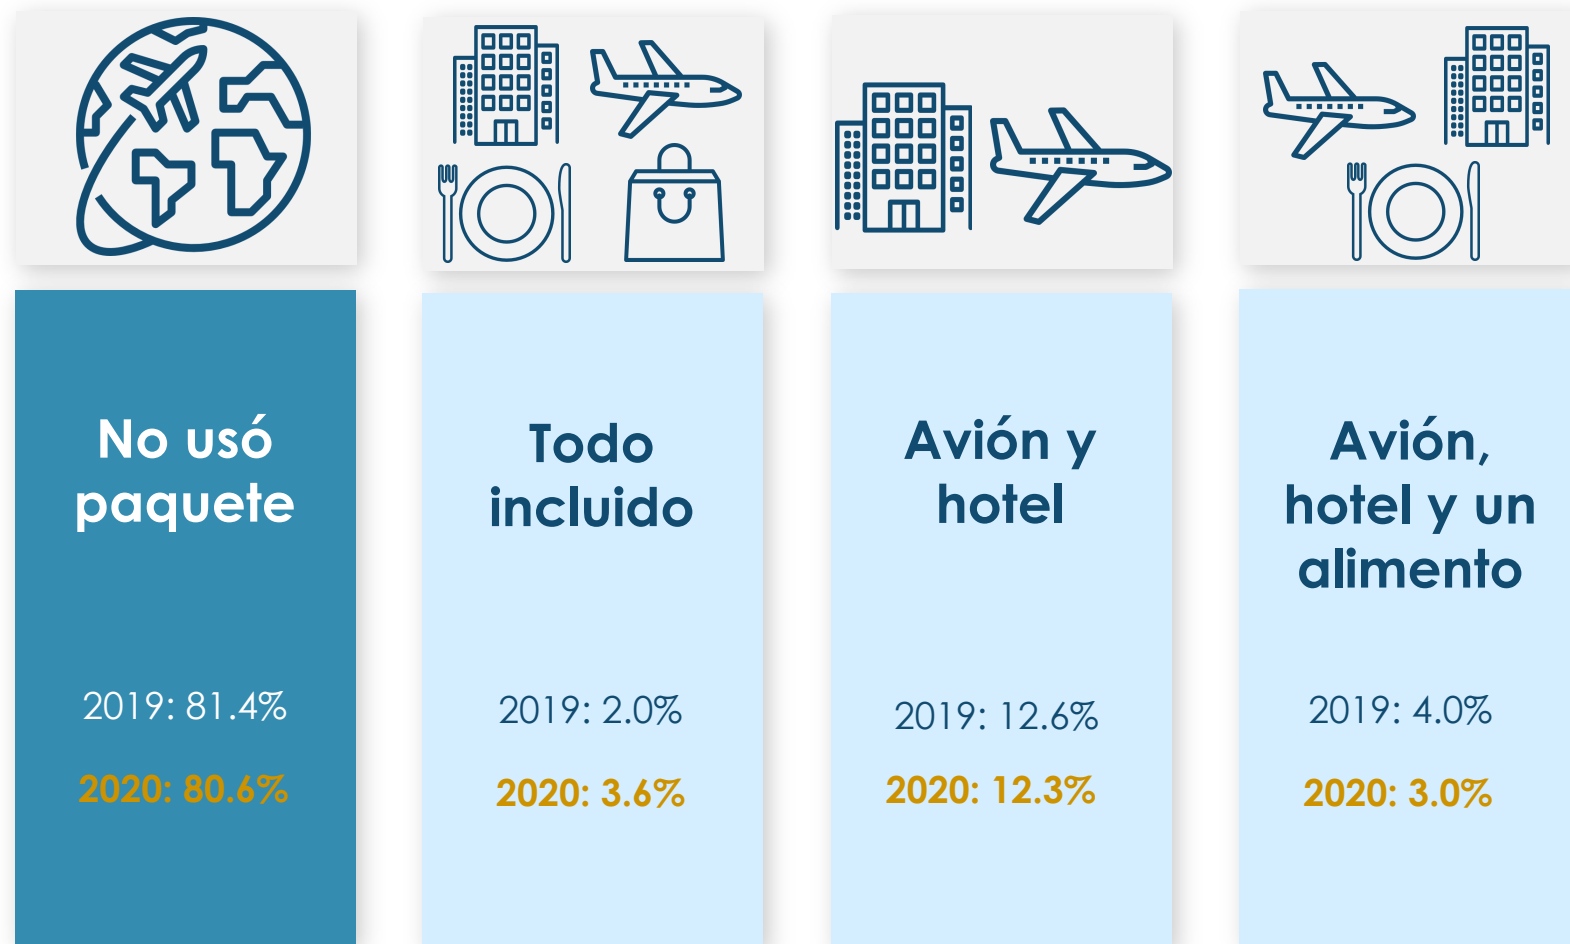 No usó
paquete
2019: 81.4%
2020: 80.6%
Todo
incluido
2019: 2.0%
2020: 3.6%
Avión y
hotel
2019: 12.6%
2020: 12.3%
Avión,
hotel y un
alimento
2019: 4.0%
2020: 3.0%